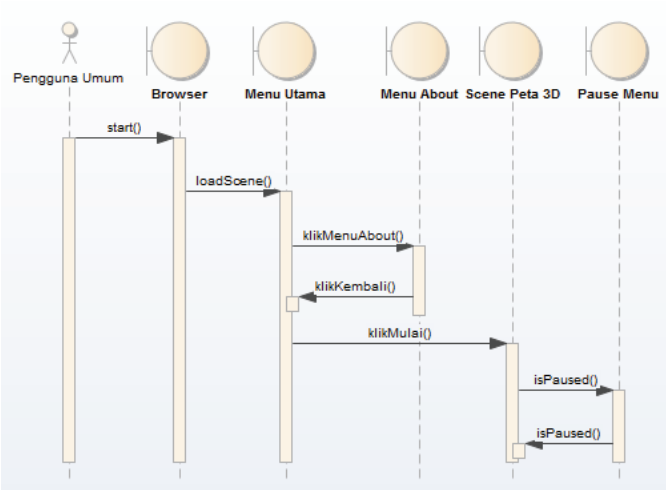 Pengguna Umum
Browser
Menu Utama
Menu About
Scene Peta 3D
Pause Menu
start()
loadScene()
klikMenuAbout()
klikKembali()
klikMulai()
isPaused()
isPaused()